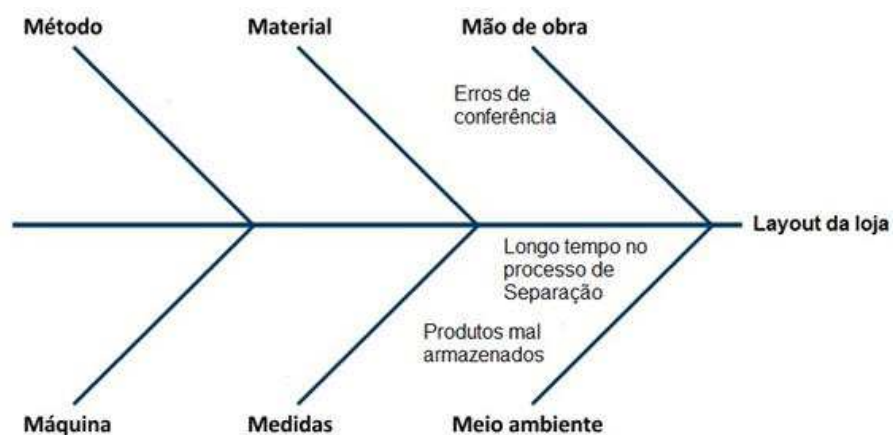 Método
Material
Mão de obra
Erros de
conferência
Layout da loja
Longo tempo no
processo de
Separação
Produtos mal
armazenados
Máquina
Medidas
Meio ambiente